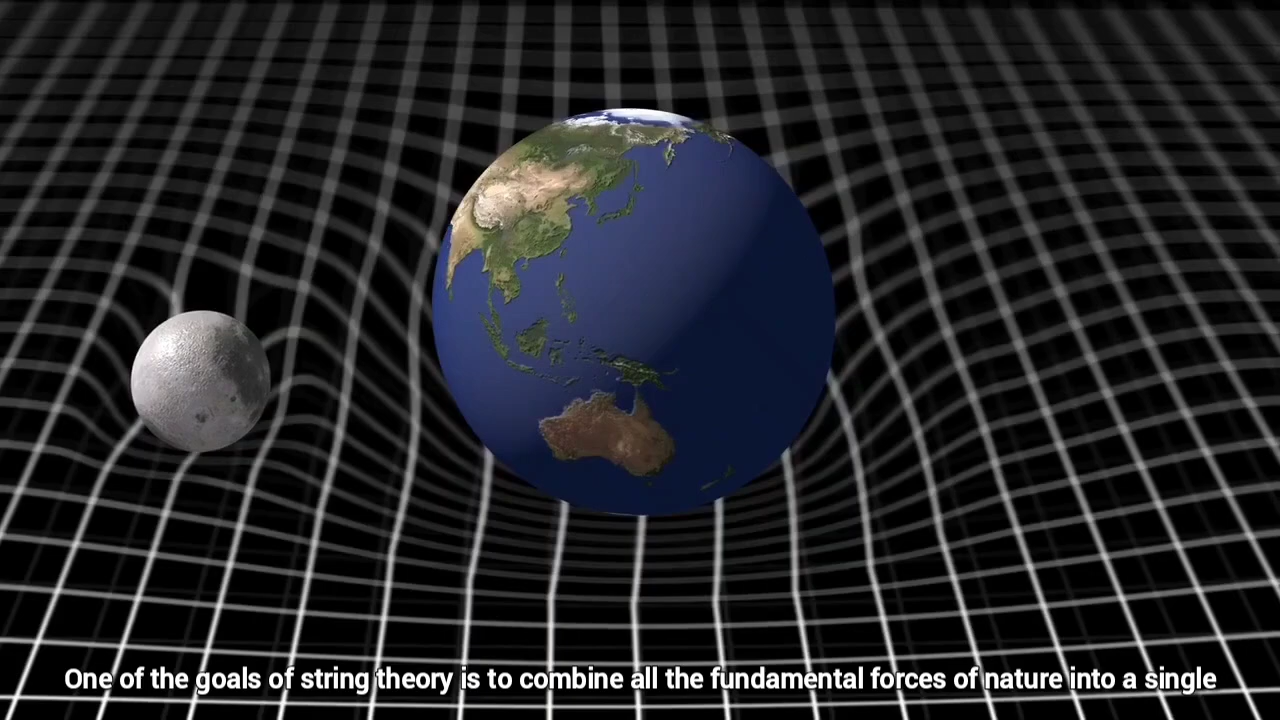 One of the goals of string theory is to combine all the fundamental forces of nature into a single